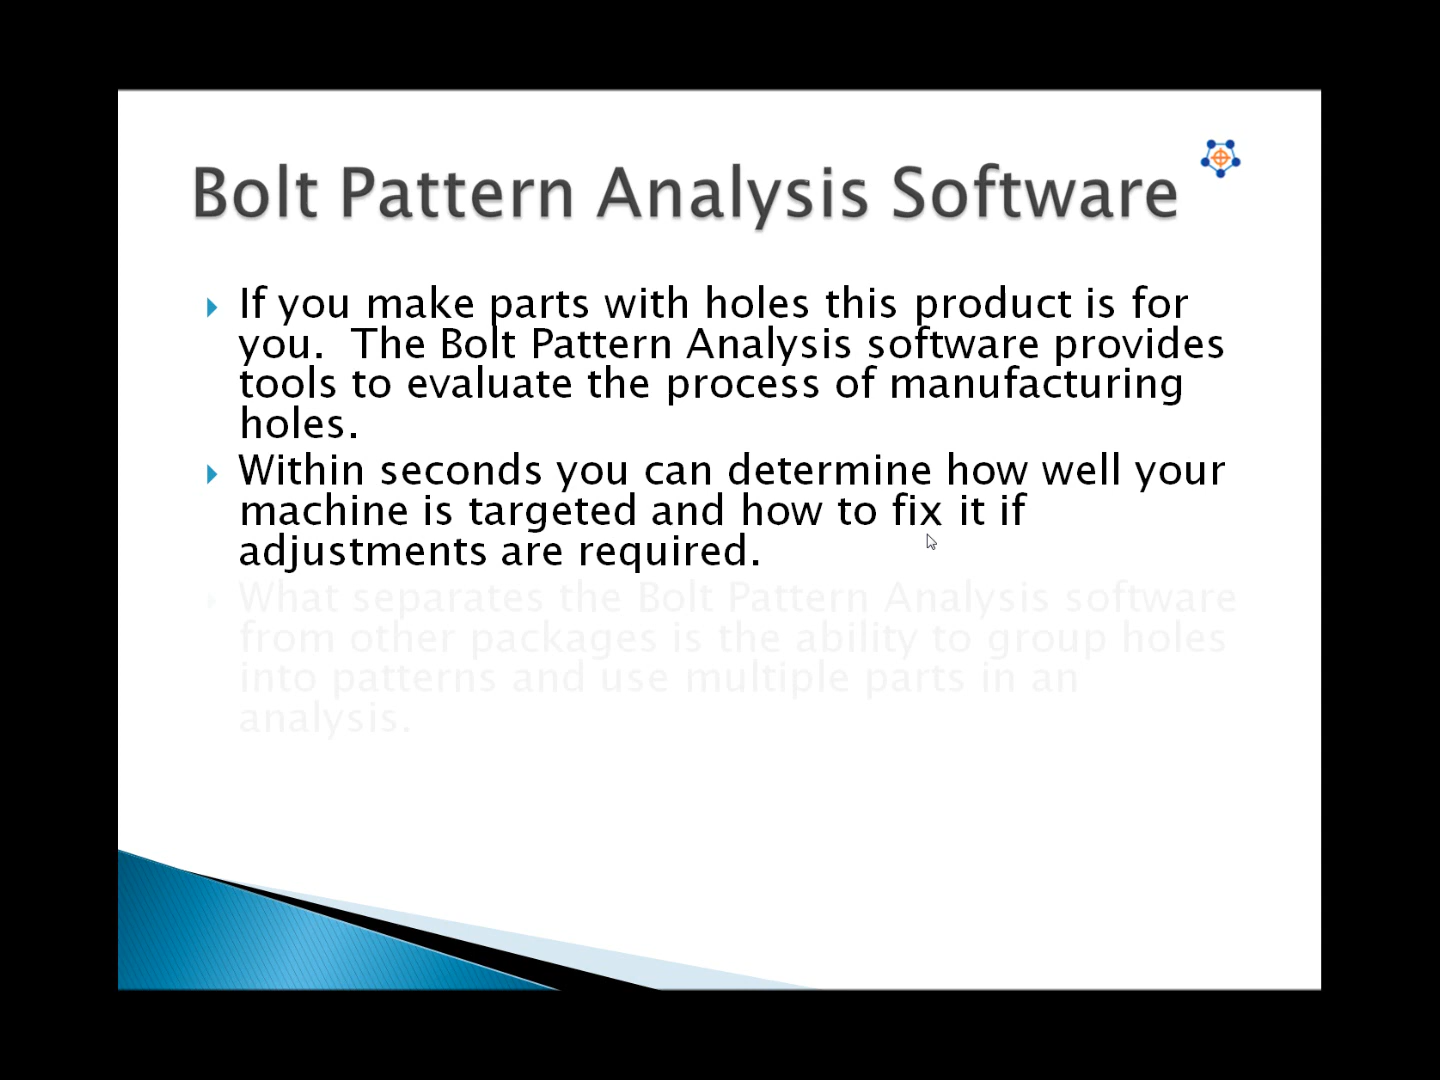 Bolt Pattern Analysis Software
If you make parts with holes this product is for
you.  The Bolt Pattern Analysis software provides
tools to evaluate the process of manufacturing
holes.
Within seconds you can determine how well your
machine is targeted and how to fix it if
adjustments are required.
What separates the Bolt Pattern Analysis software
from other packages is the ability to group holes
into patterns and use multiple parts in an
analysis.